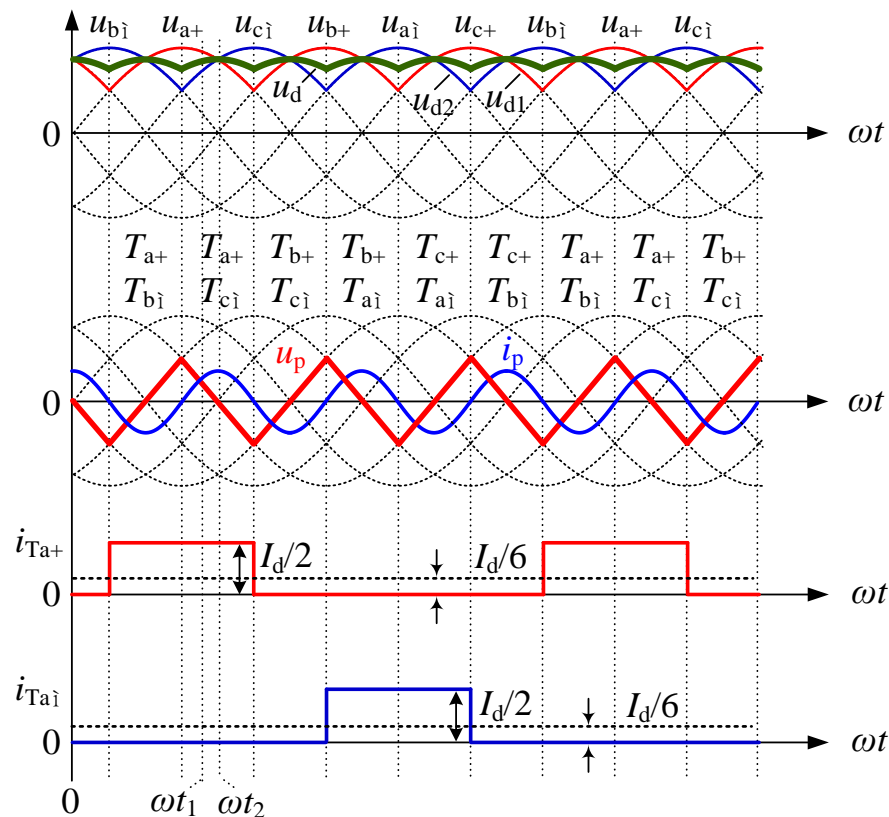 u_bì u_a+ u_cì u_b+ u_aì u_c+ u_bì u_a+ u_cì
u_d u_d2 u_d1
0 ωt
T_a+ T_a+ T_b+ T_b+ T_c+ T_c+ T_a+ T_a+ T_b+
T_bì T_cì T_cì T_aì T_aì T_bì T_bì T_cì T_cì
u_p i_p
0 ωt
i_Ta+ I_d/2 I_d/6
0 ωt
i_Taì I_d/2 I_d/6
0 ωt
0 ωt_1 ωt_2